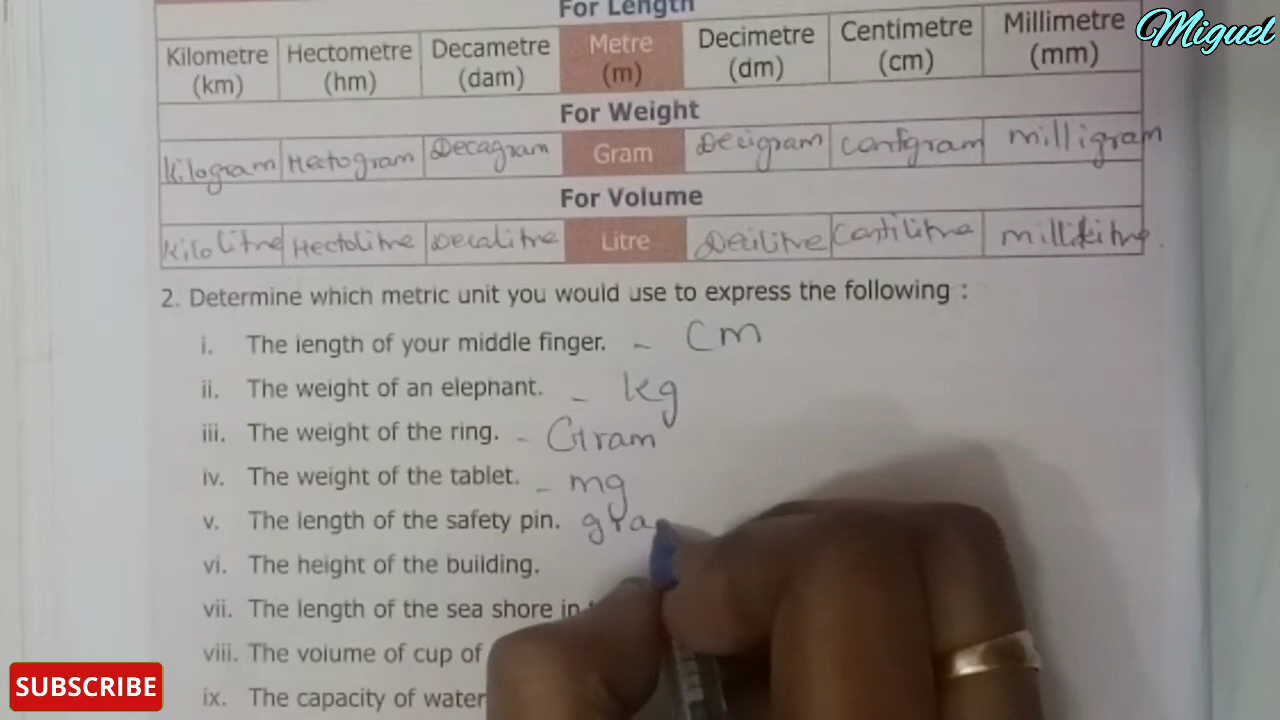 For Length
Miguel
Kilometre (km) Hectometre (hm) Decametre (dam) Metre (m) Decimetre (dm) Centimetre (cm) Millimetre (mm)
For Weight
Kilogram Hectogram Decagram Gram Decigram centigram milligram
For Volume
Kilolitre Hectolitre Decalitre Litre Decilitre Centilitre millilitre.
2. Determine which metric unit you would use to express the following :
i. The length of your middle finger. – Cm
ii. The weight of an elephant. – kg
iii. The weight of the ring. – Gram
iv. The weight of the tablet. – mg
v. The length of the safety pin. gra
vi. The height of the building.
vii. The length of the sea shore in
viii. The volume of cup of
ix. The capacity of water
SUBSCRIBE